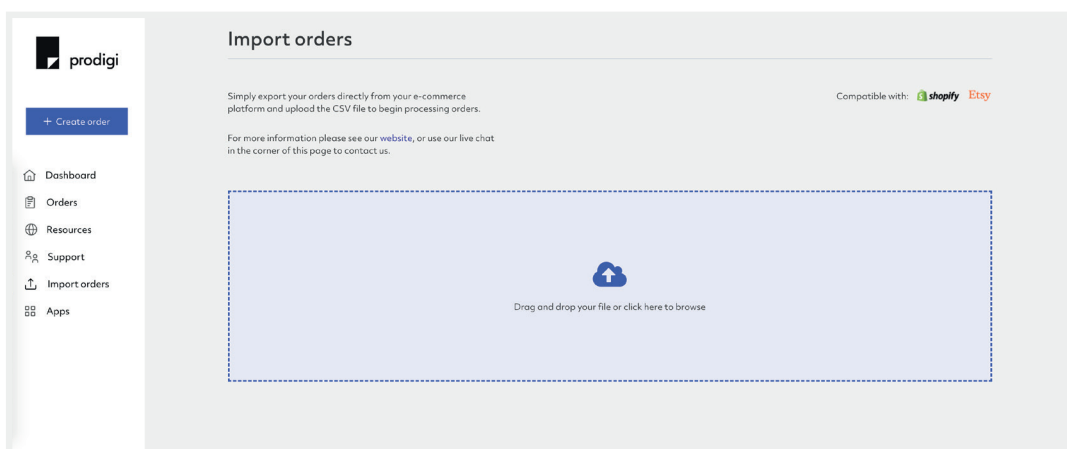 prodigi
+ Create order
Dashboard
Orders
Resources
Support
Import orders
Apps
Import orders
Simply export your orders directly from your e-commerce
platform and upload the CSV file to begin processing orders.
For more information please see our website, or use our live chat
in the corner of this page to contact us.
Compatible with: shopify Etsy
Drag and drop your file or click here to browse